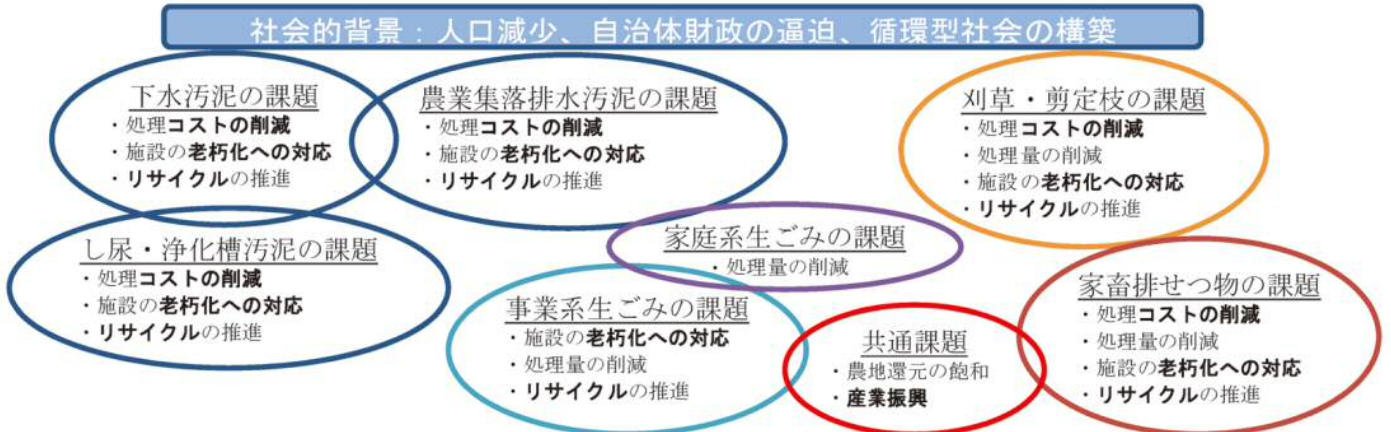 社会的背景：人口減少、自治体財政の逼迫、循環型社会の構築
下水汚泥の課題
・処理コストの削減
・施設の老朽化への対応
・リサイクルの推進
農業集落排水汚泥の課題
・処理コストの削減
・施設の老朽化への対応
・リサイクルの推進
刈草・剪定枝の課題
・処理コストの削減
・処理量の削減
・施設の老朽化への対応
・リサイクルの推進
し尿・浄化槽汚泥の課題
・処理コストの削減
・施設の老朽化への対応
・リサイクルの推進
家庭系生ごみの課題
・処理量の削減
事業系生ごみの課題
・施設の老朽化への対応
・処理量の削減
・リサイクルの推進
共通課題
・農地還元の飽和
・産業振興
家畜排せつ物の課題
・処理コストの削減
・処理量の削減
・施設の老朽化への対応
・リサイクルの推進